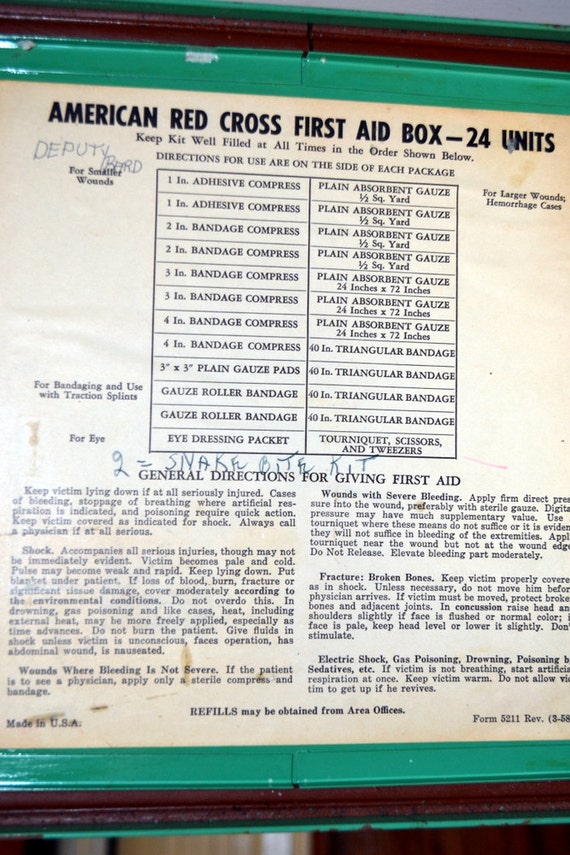 AMERICAN RED CROSS FIRST AID BOX—24 UNITS
Keep Kit Well Filled at All Times in the Order Shown Below.
DEPUTY/BERD
DIRECTIONS FOR USE ARE ON THE SIDE OF EACH PACKAGE
For Smaller
Wounds
For Larger Wounds;
Hemorrhage Cases
1 In. ADHESIVE COMPRESS
PLAIN ABSORBENT GAUZE
½ Sq. Yard
1 In. ADHESIVE COMPRESS
PLAIN ABSORBENT GAUZE
½ Sq. Yard
2 In. BANDAGE COMPRESS
PLAIN ABSORBENT GAUZE
½ Sq. Yard
2 In. BANDAGE COMPRESS
PLAIN ABSORBENT GAUZE
½ Sq. Yard
3 In. BANDAGE COMPRESS
PLAIN ABSORBENT GAUZE
24 Inches x 72 Inches
3 In. BANDAGE COMPRESS
PLAIN ABSORBENT GAUZE
24 Inches x 72 Inches
4 In. BANDAGE COMPRESS
PLAIN ABSORBENT GAUZE
24 Inches x 72 Inches
4 In. BANDAGE COMPRESS
40 In. TRIANGULAR BANDAGE
3" x 3" PLAIN GAUZE PADS
40 In. TRIANGULAR BANDAGE
For Bandaging and Use
with Traction Splints
GAUZE ROLLER BANDAGE
40 In. TRIANGULAR BANDAGE
GAUZE ROLLER BANDAGE
40 In. TRIANGULAR BANDAGE
For Eye
EYE DRESSING PACKET
TOURNIQUET, SCISSORS,
AND TWEEZERS
2 = SNAKE BITE KIT
GENERAL DIRECTIONS FOR GIVING FIRST AID
Keep victim lying down if at all seriously injured. Cases
of bleeding, stoppage of breathing where artificial res-
piration is indicated, and poisoning require quick action.
Keep victim covered as indicated for shock. Always call
a physician if at all serious.
Shock. Accompanies all serious injuries, though may not
be immediately evident. Victim becomes pale and cold.
Pulse may become weak and rapid. Keep lying down. Put
blanket under patient. If loss of blood, burn, fracture or
significant tissue damage, cover moderately according to
the environmental conditions. Do not overdo this. In
drowning, gas poisoning and like cases, heat, including
external heat, may be more freely applied, especially as
time advances. Do not burn the patient. Give fluids in
shock unless victim is unconcious, faces operation, has
abdominal wound, is nauseated.
Wounds Where Bleeding Is Not Severe. If the patient
is to see a physician, apply only a sterile compress and
bandage.
Wounds with Severe Bleeding. Apply firm direct pres
sure into the wound, preferably with sterile gauze. Digita
pressure may have much supplementary value. Use
tourniquet where these means do not suffice or it is eviden
they will not suffice in bleeding of the extremities. Appl
tourniquet near the wound but not at the wound edge
Do Not Release. Elevate bleeding part moderately.
Fracture: Broken Bones. Keep victim properly covere
as in shock. Unless necessary, do not move him befor
physician arrives. If victim must be moved, protect broke
bones and adjacent joints. In concussion raise head an
shoulders slightly if face is flushed or normal color; i
face is pale, keep head level or lower it slightly. Don'
stimulate.
Electric Shock, Gas Poisoning, Drowning, Poisoning by
Sedatives, etc. If victim is not breathing, start artificia
respiration at once. Keep victim warm. Do not allow vic
tim to get up if he revives.
REFILLS may be obtained from Area Offices.
Made in U.S.A.
Form 5211 Rev. (3-58